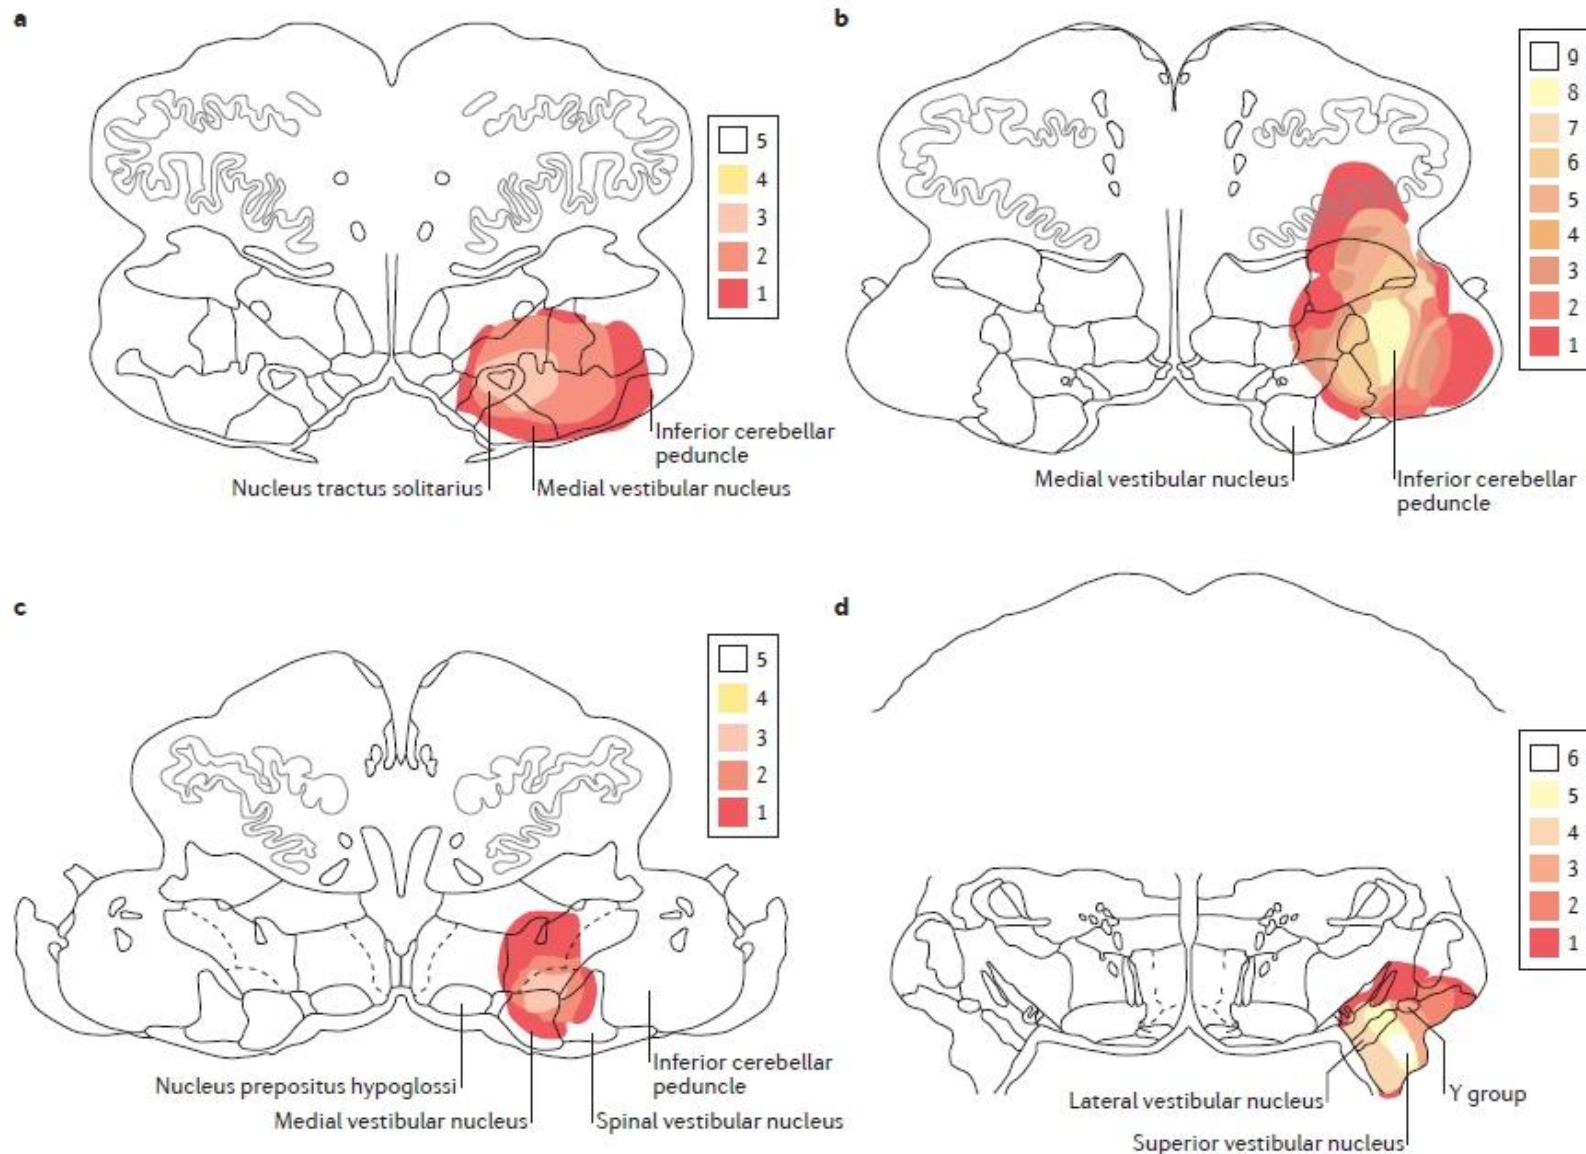 a
5
4
3
2
1
Inferior cerebellar
peduncle
Nucleus tractus solitarius
Medial vestibular nucleus
b
9
8
7
6
5
4
3
2
1
Medial vestibular nucleus
Inferior cerebellar
peduncle
c
5
4
3
2
1
Inferior cerebellar
peduncle
Nucleus prepositus hypoglossi
Medial vestibular nucleus
Spinal vestibular nucleus
d
6
5
4
3
2
1
Lateral vestibular nucleus
Y group
Superior vestibular nucleus